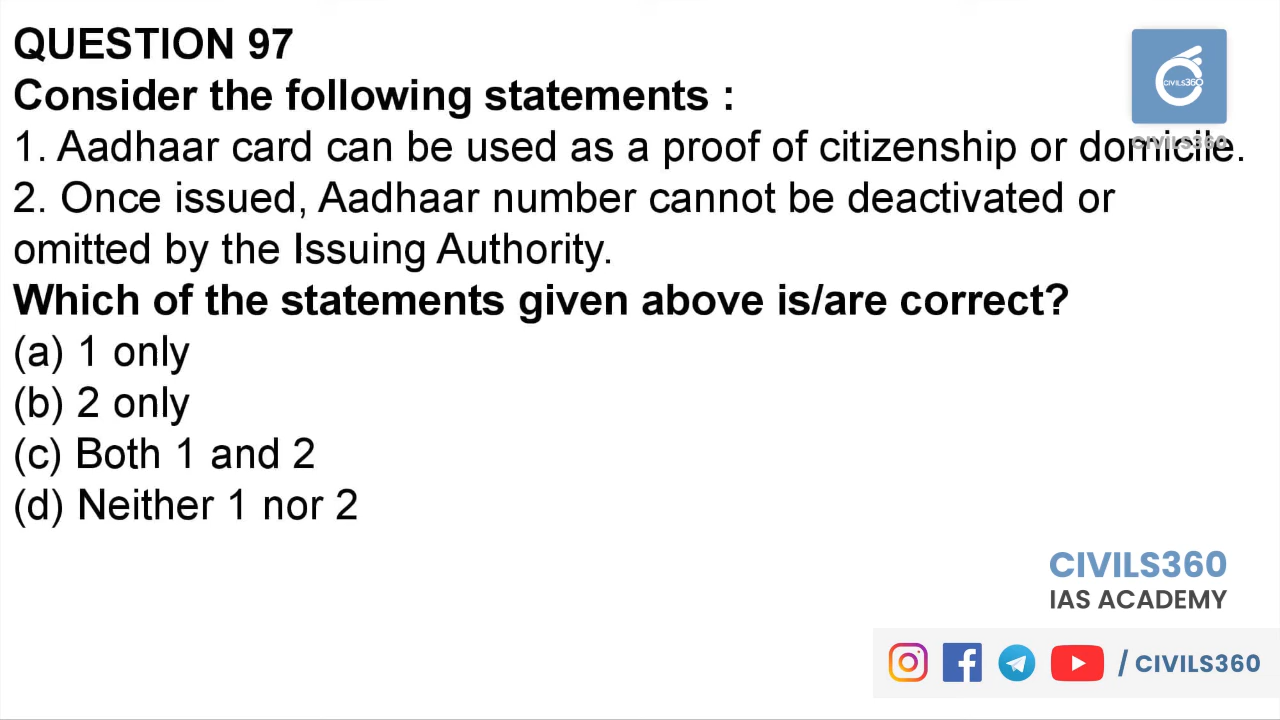 QUESTION 97
Consider the following statements :
1. Aadhaar card can be used as a proof of citizenship or domicile.
2. Once issued, Aadhaar number cannot be deactivated or
omitted by the Issuing Authority.
Which of the statements given above is/are correct?
(a) 1 only
(b) 2 only
(c) Both 1 and 2
(d) Neither 1 nor 2
CIVILS360
CIVILS360
CIVILS360
IAS ACADEMY
/ CIVILS360